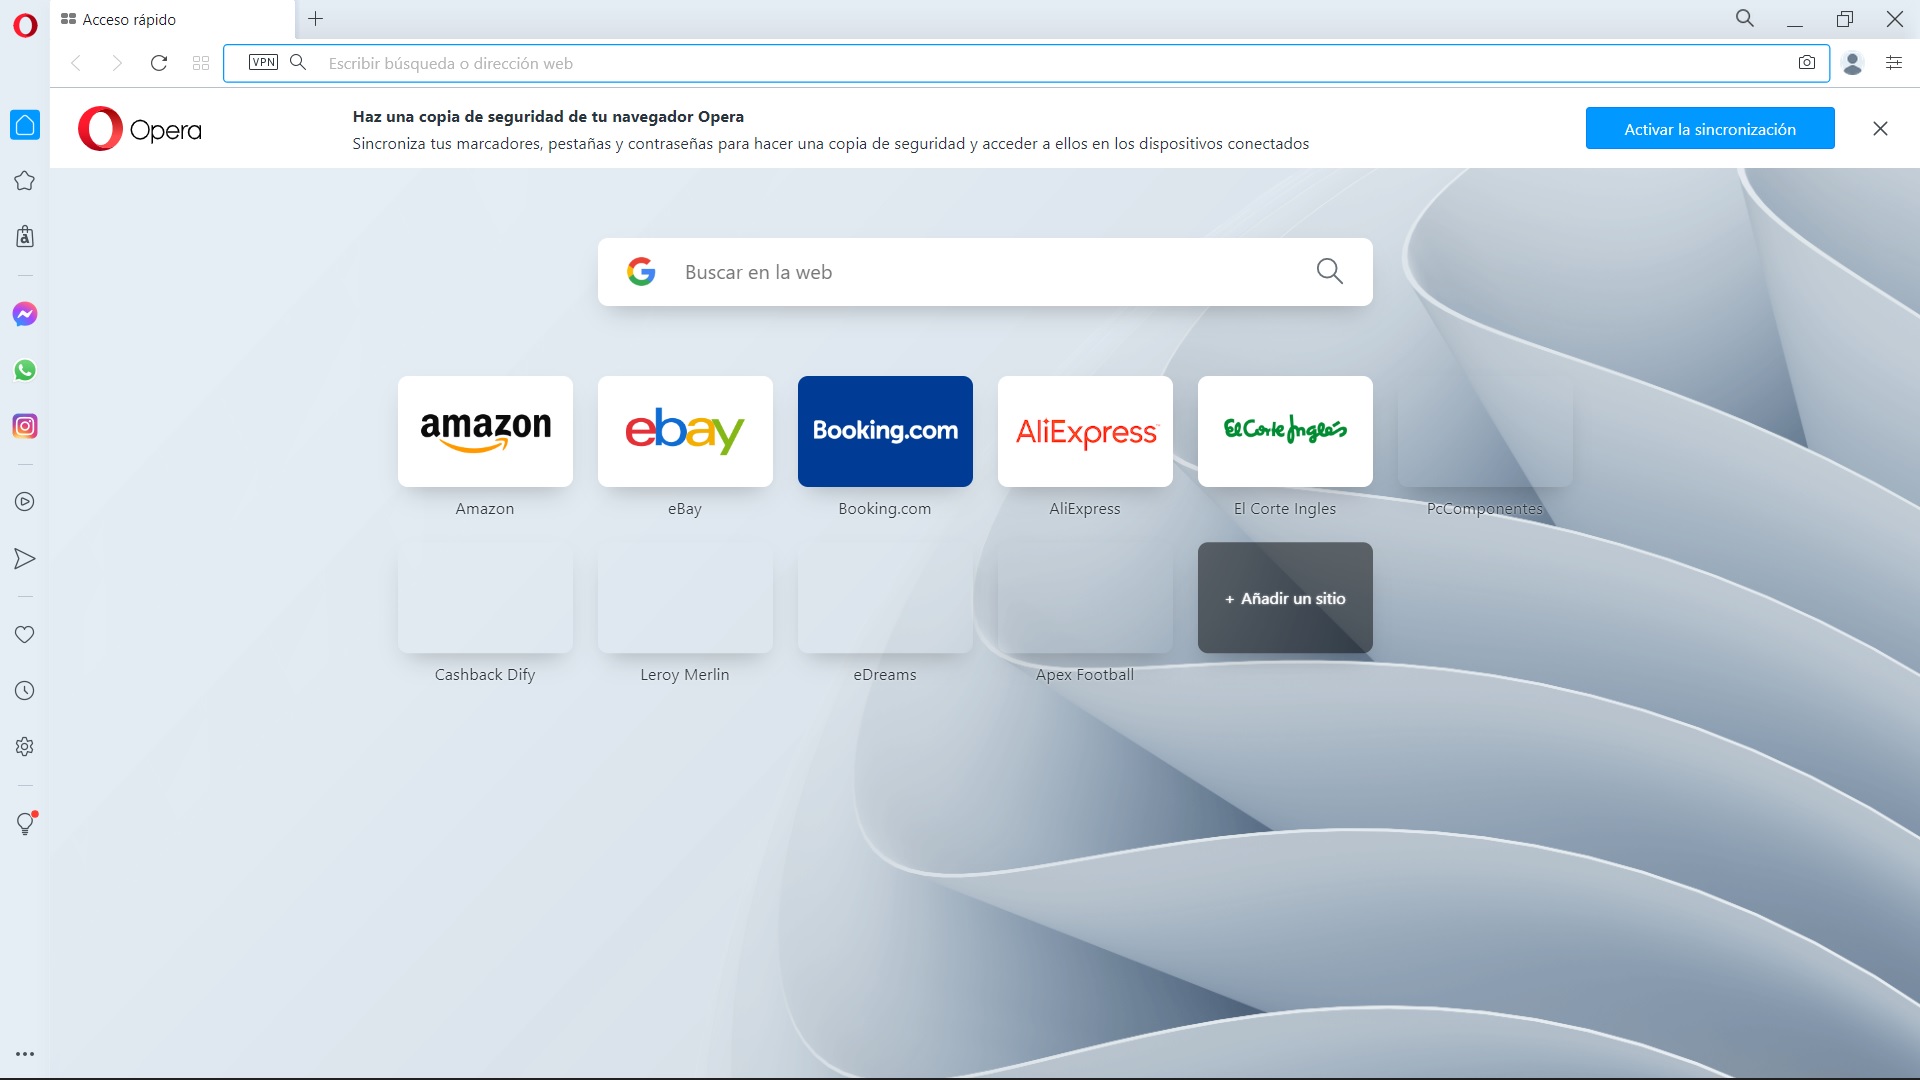 Acceso rápido
VPN
Escribir búsqueda o dirección web
Opera
Haz una copia de seguridad de tu navegador Opera
Sincroniza tus marcadores, pestañas y contraseñas para hacer una copia de seguridad y acceder a ellos en los dispositivos conectados
Activar la sincronización
Buscar en la web
amazon
ebay
Booking.com
AliExpress
El Corte Inglés
Amazon
eBay
Booking.com
AliExpress
El Corte Ingles
PcComponentes
+ Añadir un sitio
Cashback Dify
Leroy Merlin
eDreams
Apex Football